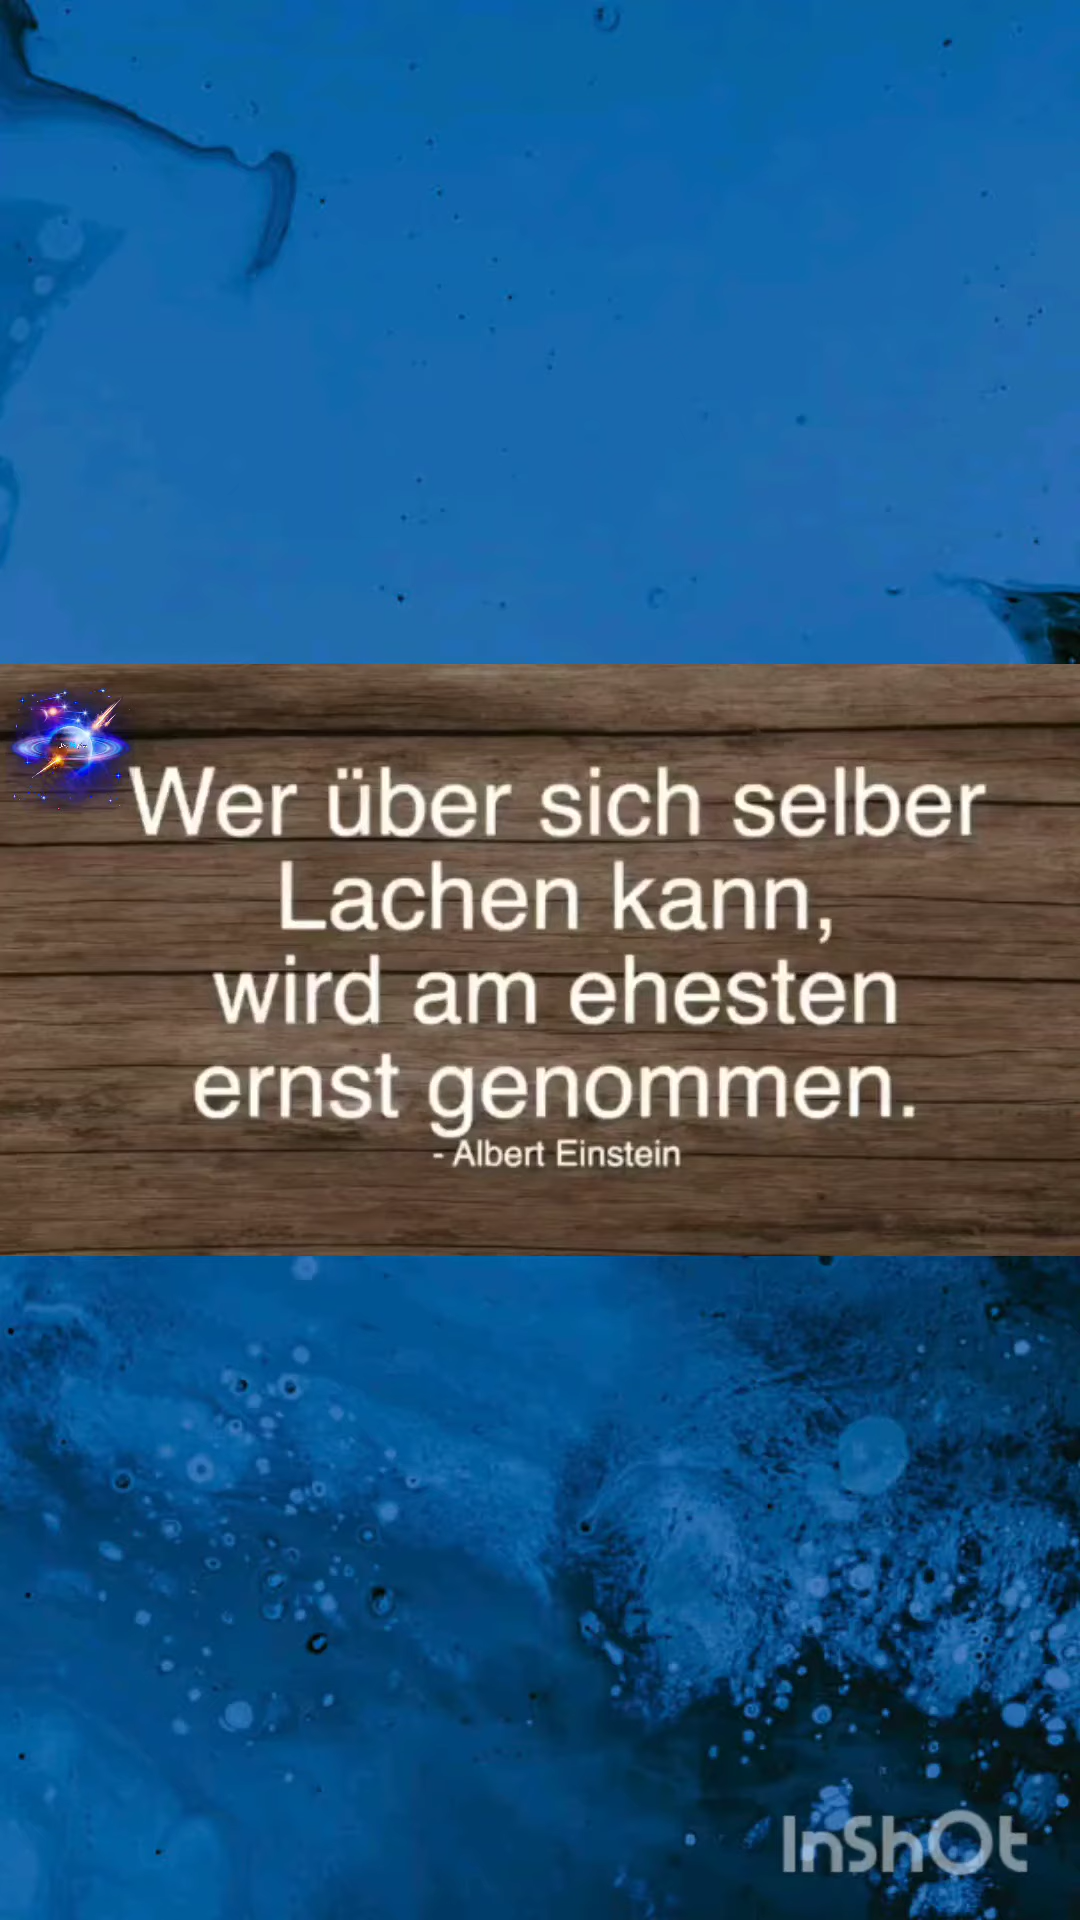 Wer über sich selber
Lachen kann,
wird am ehesten
ernst genommen.
- Albert Einstein
InShOt